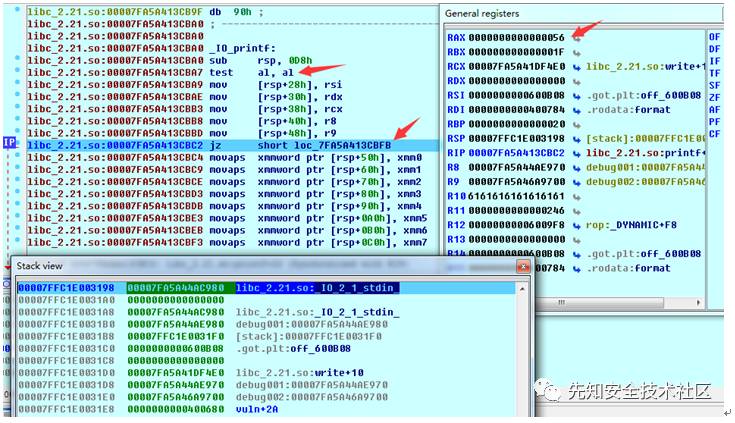 libc_2.21.so:00007FA5A413CB9F db 90h ;
libc_2.21.so:00007FA5A413CBA0 ;
libc_2.21.so:00007FA5A413CBA0
libc_2.21.so:00007FA5A413CBA0 _IO_printf:
libc_2.21.so:00007FA5A413CBA0 sub rsp, 0D8h
libc_2.21.so:00007FA5A413CBA7 test al, al
libc_2.21.so:00007FA5A413CBA9 mov [rsp+28h], rsi
libc_2.21.so:00007FA5A413CBAE mov [rsp+30h], rdx
libc_2.21.so:00007FA5A413CBB3 mov [rsp+38h], rcx
libc_2.21.so:00007FA5A413CBB8 mov [rsp+40h], r8
libc_2.21.so:00007FA5A413CBBD mov [rsp+48h], r9
IP libc_2.21.so:00007FA5A413CBC2 jz short loc_7FA5A413CBFB
libc_2.21.so:00007FA5A413CBC4 movaps xmmword ptr [rsp+50h], xmm0
libc_2.21.so:00007FA5A413CBC9 movaps xmmword ptr [rsp+60h], xmm1
libc_2.21.so:00007FA5A413CBCE movaps xmmword ptr [rsp+70h], xmm2
libc_2.21.so:00007FA5A413CBD3 movaps xmmword ptr [rsp+80h], xmm3
libc_2.21.so:00007FA5A413CBDB movaps xmmword ptr [rsp+90h], xmm4
libc_2.21.so:00007FA5A413CBE3 movaps xmmword ptr [rsp+0A0h], xmm5
libc_2.21.so:00007FA5A413CBEB movaps xmmword ptr [rsp+0B0h], xmm6
libc_2.21.so:00007FA5A413CBF3 movaps xmmword ptr [rsp+0C0h], xmm7
General registers
RAX 0000000000000056
RBX 000000000000001F
RCX 00007FA5A41DF4E0 libc_2.21.so:write+1
RDX 0000000000000000
RSI 0000000000600B08 .got.plt:off_600B08
RDI 0000000000400784 .rodata:format
RBP 0000000000000020
RSP 00007FFC1E003198 [stack]:00007FFC1E003
RIP 00007FA5A413CBC2 libc_2.21.so:printf+
R8 00007FA5A44AE970 debug001:00007FA5A44A
R9 00007FA5A46A9700 debug002:00007FA5A46A
R10 6161616161616161
R11 0000000000000246
R12 00000000006009F8 rop:_DYNAMIC+F8
R13 0000000000000000
R14 0000000000600B08 .got.plt:off_600B08
0000000000400784 .rodata:format
OF
DF
IF
TF
SF
ZF
AF
PF
CF
Stack view
00007FFC1E003198 00007FA5A44AC980 libc_2.21.so:_IO_2_1_stdin_
00007FFC1E0031A0 0000000000000000
00007FFC1E0031A8 00007FA5A44AC980 libc_2.21.so:_IO_2_1_stdin_
00007FFC1E0031B0 00007FA5A44AE980 debug001:00007FA5A44AE980
00007FFC1E0031B8 00007FFC1E0031F0 [stack]:00007FFC1E0031F0
00007FFC1E0031C0 0000000000600B08 .got.plt:off_600B08
00007FFC1E0031C8 0000000000000000
00007FFC1E0031D0 00007FA5A41DF4E0 libc_2.21.so:write+10
00007FFC1E0031D8 00007FA5A44AE970 debug001:00007FA5A44AE970
00007FFC1E0031E0 00007FA5A46A9700 debug002:00007FA5A46A9700
00007FFC1E0031E8 0000000000400680 vuln+2A
先知安全技术社区